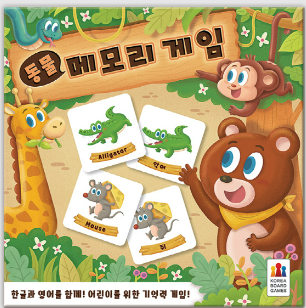 동물 메모리 게임
Alligator
악어
Mouse
쥐
한글과 영어를 함께! 어린이를 위한 기억력 게임!
KOREA
BOARD
GAMES